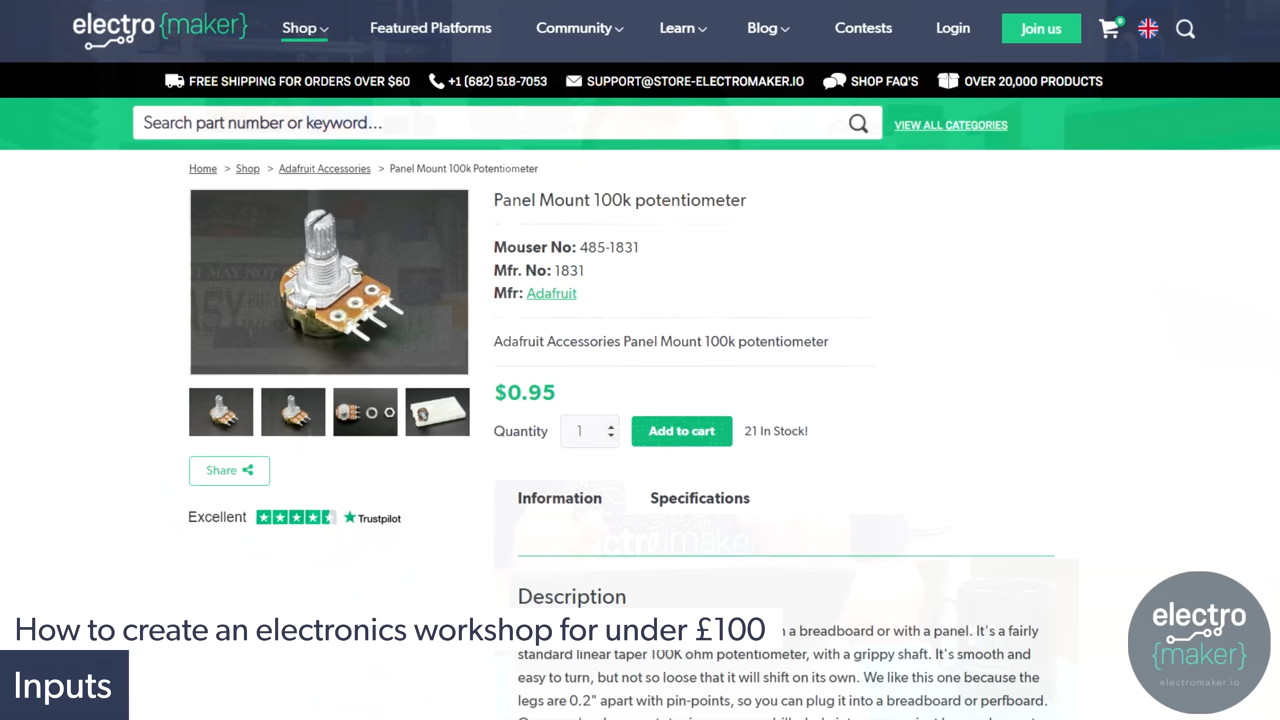 electro {maker}
Shop
Featured Platforms
Community
Learn
Blog
Contests
Login
Join us
0
FREE SHIPPING FOR ORDERS OVER $60
+1 (682) 518-7053
SUPPORT@STORE-ELECTROMAKER.IO
SHOP FAQ'S
OVER 20,000 PRODUCTS
Search part number or keyword...
VIEW ALL CATEGORIES
Home > Shop > Adafruit Accessories > Panel Mount 100k Potentiometer
Panel Mount 100k potentiometer
Mouser No: 485-1831
Mfr. No: 1831
Mfr: Adafruit
Adafruit Accessories Panel Mount 100k potentiometer
$0.95
Quantity 1 Add to cart 21 In Stock!
Share
Excellent Trustpilot
Information
Specifications
Description
a breadboard or with a panel. It's a fairly
standard linear taper 100K ohm potentiometer, with a grippy shaft. It's smooth and
easy to turn, but not so loose that it will shift on its own. We like this one because the
legs are 0.2" apart with pin-points, so you can plug it into a breadboard or perfboard.
How to create an electronics workshop for under £100
Inputs
electro
{maker}
electromaker.io